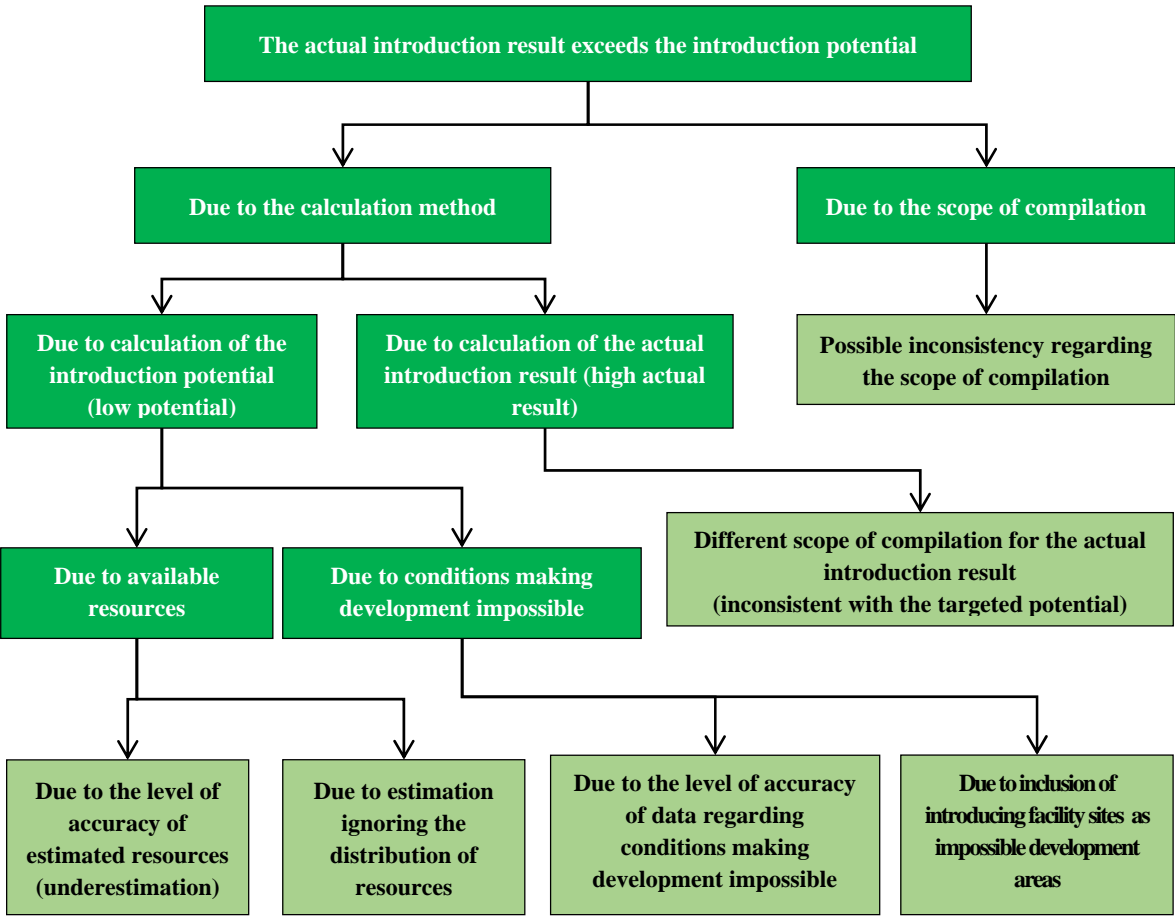 The actual introduction result exceeds the introduction potential
Due to the calculation method
Due to the scope of compilation
Due to calculation of the
introduction potential
(low potential)
Due to calculation of the actual
introduction result (high actual
result)
Possible inconsistency regarding
the scope of compilation
Different scope of compilation for the actual
introduction result
(inconsistent with the targeted potential)
Due to available
resources
Due to conditions making
development impossible
Due to the level of
accuracy of
estimated resources
(underestimation)
Due to estimation
ignoring the
distribution of
resources
Due to the level of accuracy
of data regarding
conditions making
development impossible
Due to inclusion of
introducing facility sites as
impossible development
areas